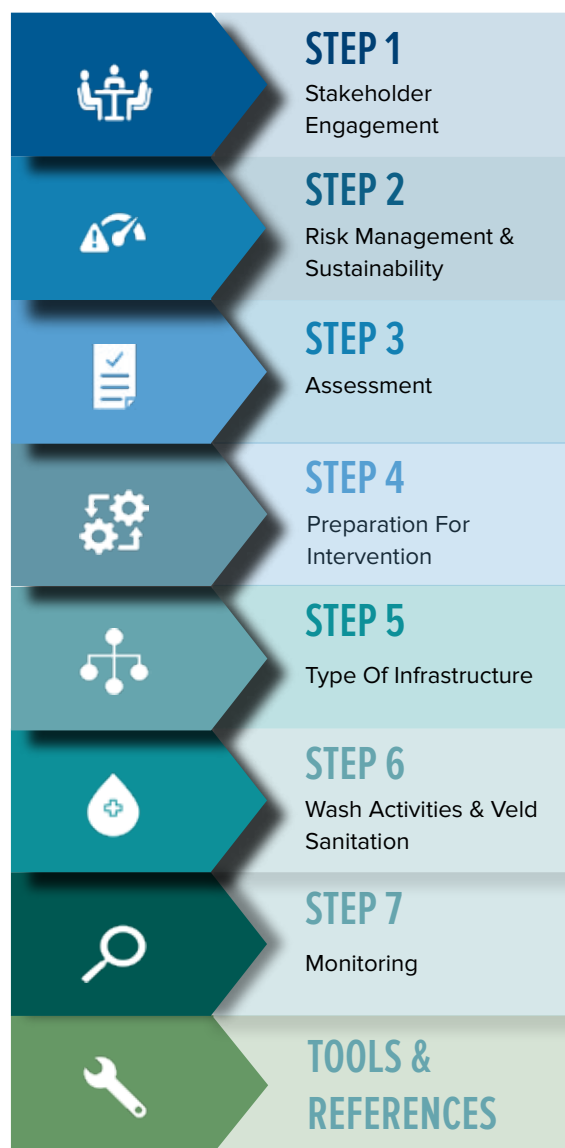 STEP 1
Stakeholder
Engagement
STEP 2
Risk Management &
Sustainability
STEP 3
Assessment
STEP 4
Preparation For
Intervention
STEP 5
Type Of Infrastructure
STEP 6
Wash Activities & Veld
Sanitation
STEP 7
Monitoring
TOOLS &
REFERENCES